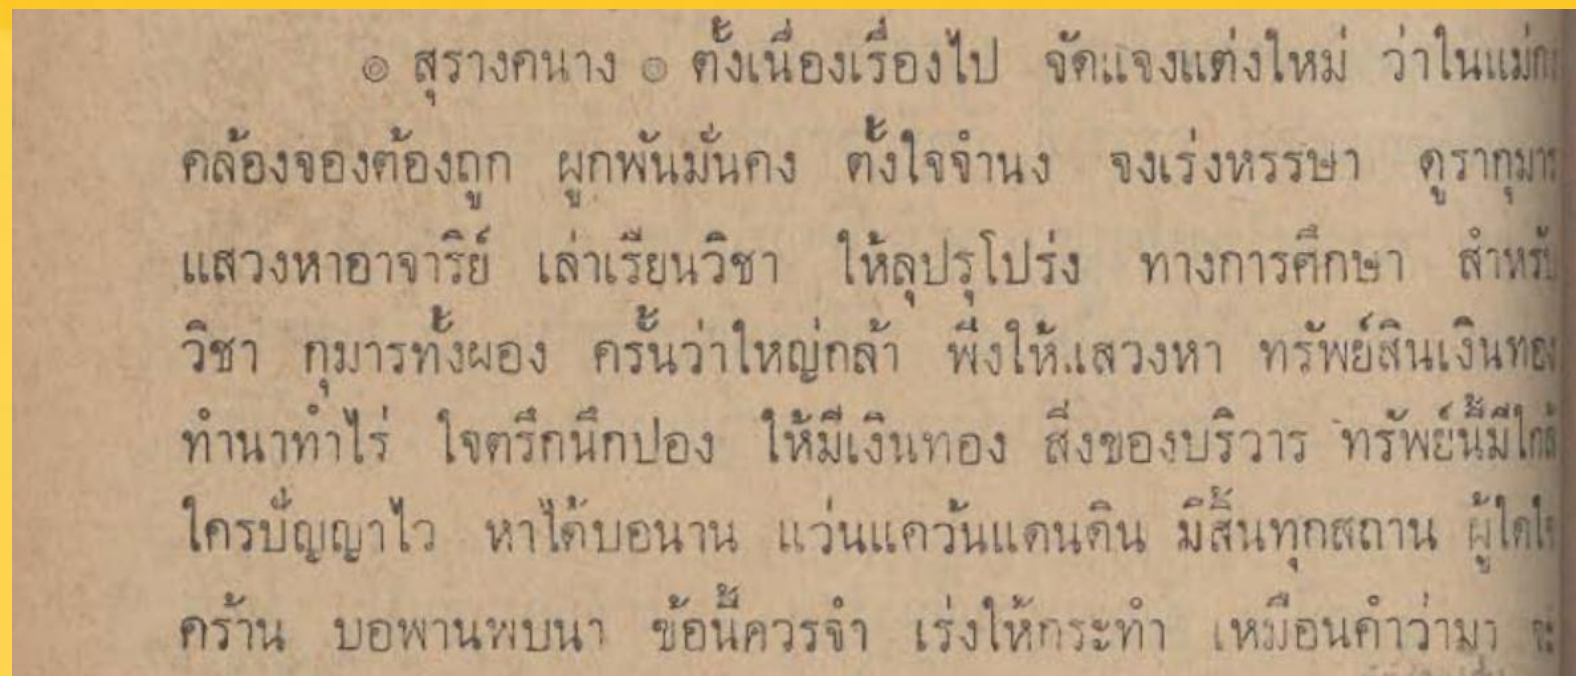 ๏ สุรางคนาง ๏ ตั้งเนื่องเรื่องไป จัดแจงแต่งใหม่ ว่าในแม่กง
คล้องจองต้องถูก ผูกพันมั่นคง ตั้งใจจำนง จงเร่งหรรษา ดูรากุมาร
แสวงหาอาจาริย์ เล่าเรียนวิชา ให้ลุปรุโปร่ง ทางการศึกษา สำหรับ
วิชา กุมารทั้งผอง ครั้นว่าใหญ่กล้า พึงให้แสวงหา ทรัพย์สินเงินทอง
ทำนาทำไร่ ใจตรึกนึกปอง ให้มีเงินทอง สิ่งของบริวาร ทรัพย์นี้มีใกล้
ใครปัญญาไว หาได้บอนาน แว่นแคว้นแดนดิน มีสิ้นทุกสถาน ผู้ใด
คร้าน บอพานพบนา ข้อนี้ควรจำ เร่งให้กระทำ เหมือนคำว่ามา